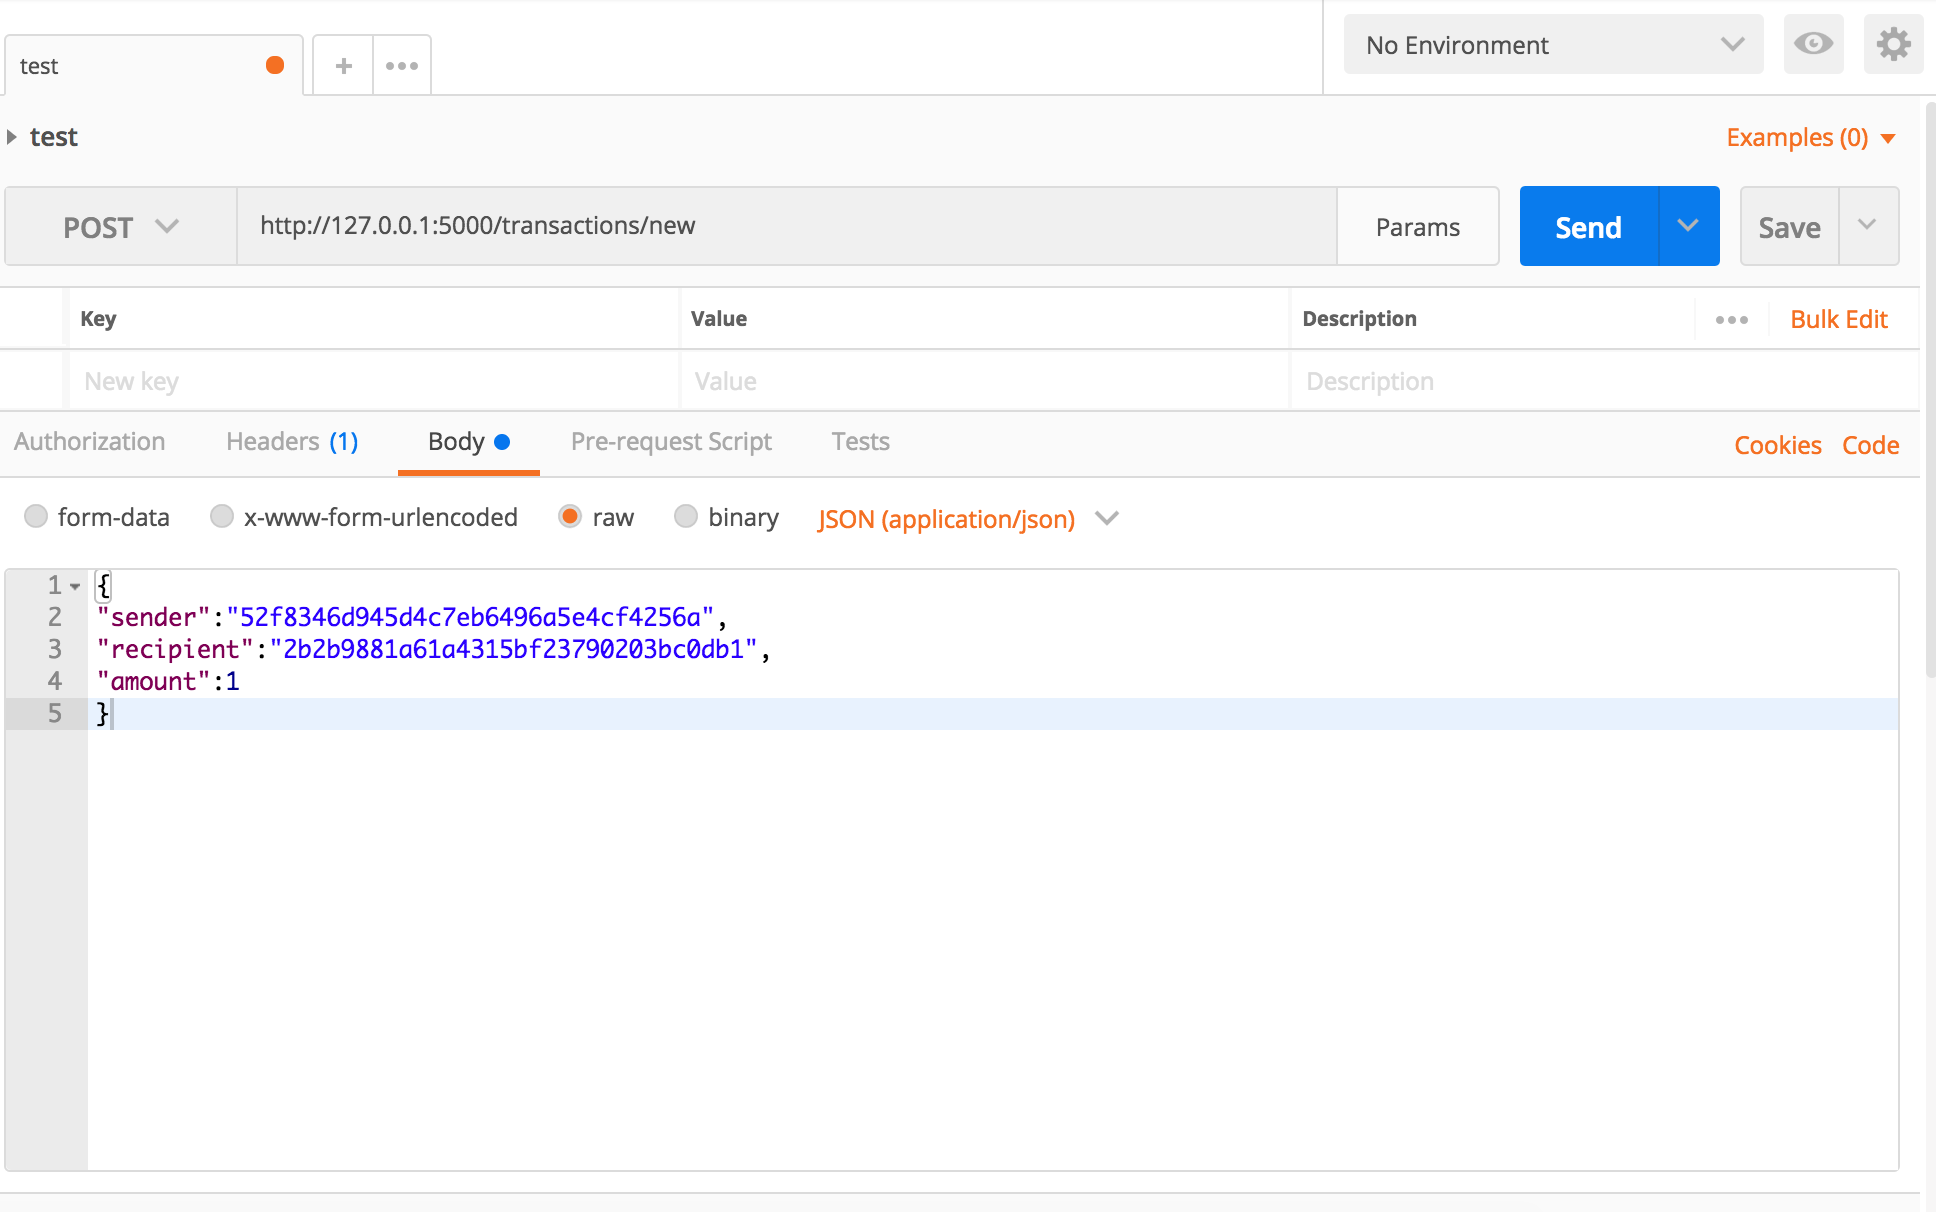 test
No Environment
test
Examples (0)
POST
http://127.0.0.1:5000/transactions/new
Params
Send
Save
Key
Value
Description
Bulk Edit
New key
Value
Description
Authorization
Headers (1)
Body
Pre-request Script
Tests
Cookies
Code
form-data
x-www-form-urlencoded
raw
binary
JSON (application/json)
1 {
2 "sender":"52f8346d945d4c7eb6496a5e4cf4256a",
3 "recipient":"2b2b9881a61a4315bf23790203bc0db1",
4 "amount":1
5 }